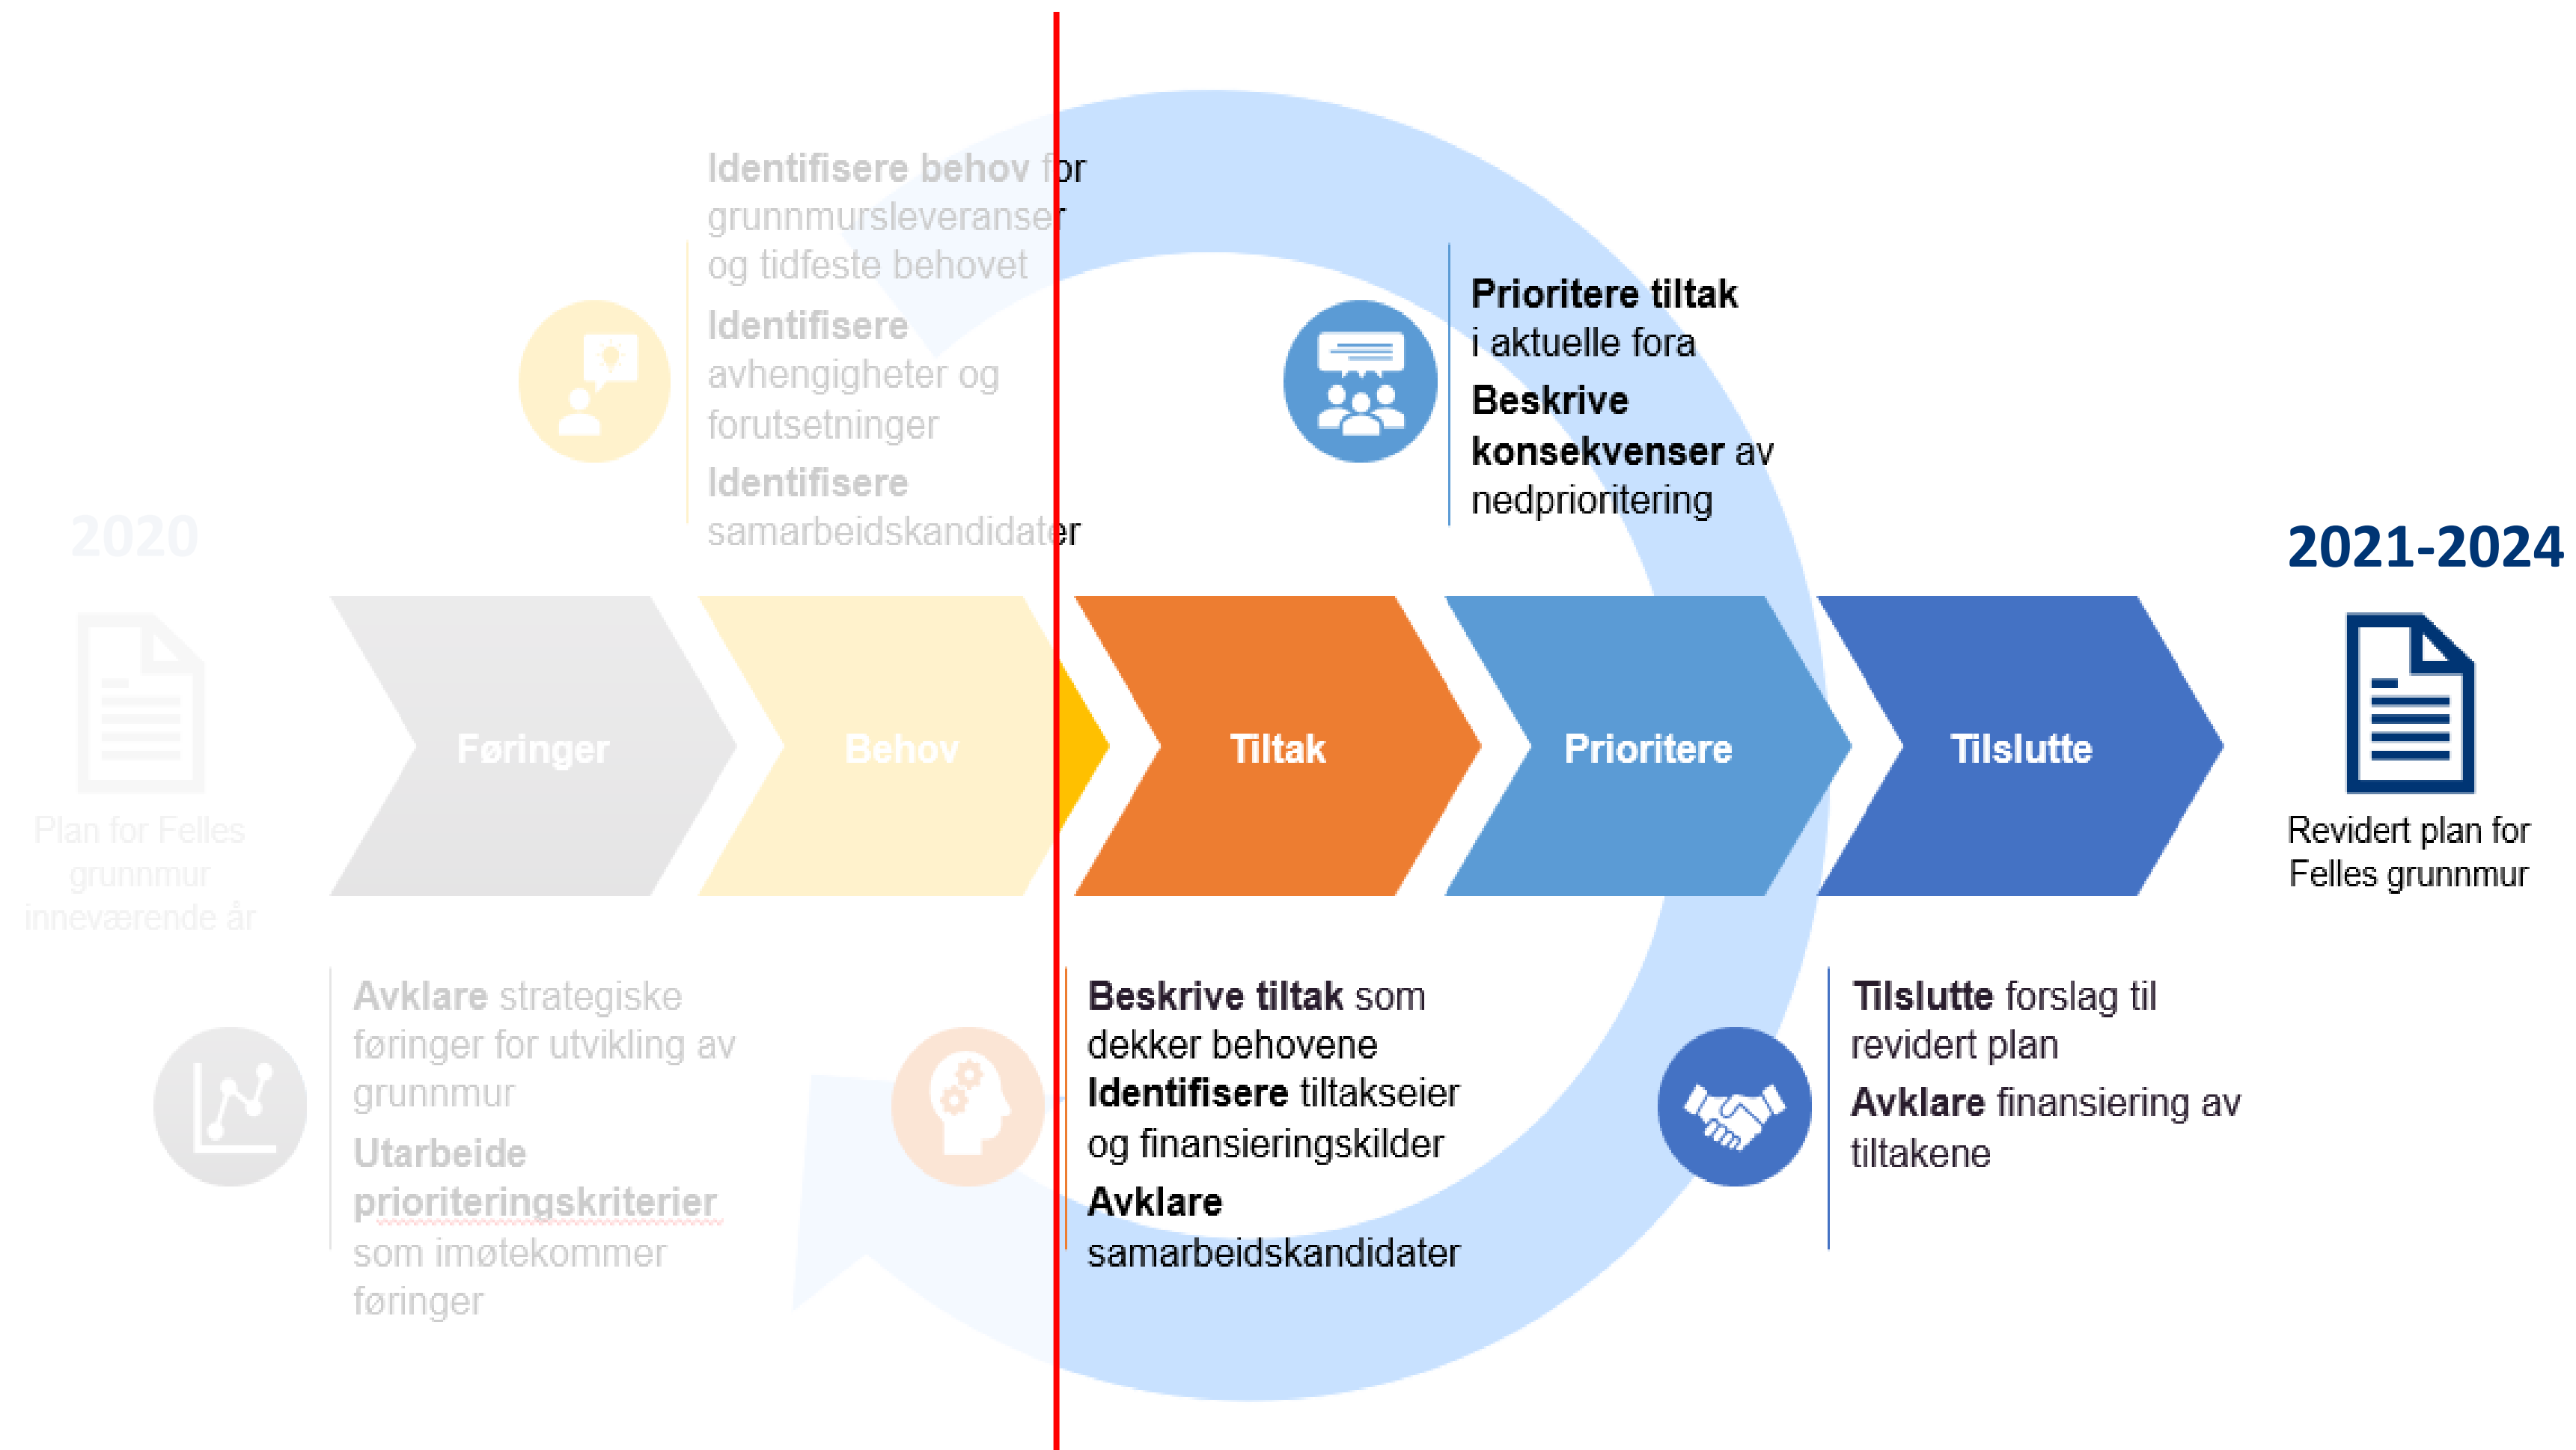 Identifisere behov for
grunnmursleveranser
og tidfeste behovet
Identifisere
avhengigheter og
forutsetninger
Identifisere
samarbeidskandidater
Prioritere tiltak
i aktuelle fora
Beskrive
konsekvenser av
nedprioritering
2020
Plan for Felles
grunnmur
inneværende år
Føringer
Behov
Tiltak
Prioritere
Tilslutte
2021-2024
Revidert plan for
Felles grunnmur
Avklare strategiske
føringer for utvikling av
grunnmur
Utarbeide
prioriteringskriterier
som imøtekommer
føringer
Beskrive tiltak som
dekker behovene
Identifisere tiltakseier
og finansieringskilder
Avklare
samarbeidskandidater
Tilslutte forslag til
revidert plan
Avklare finansiering av
tiltakene